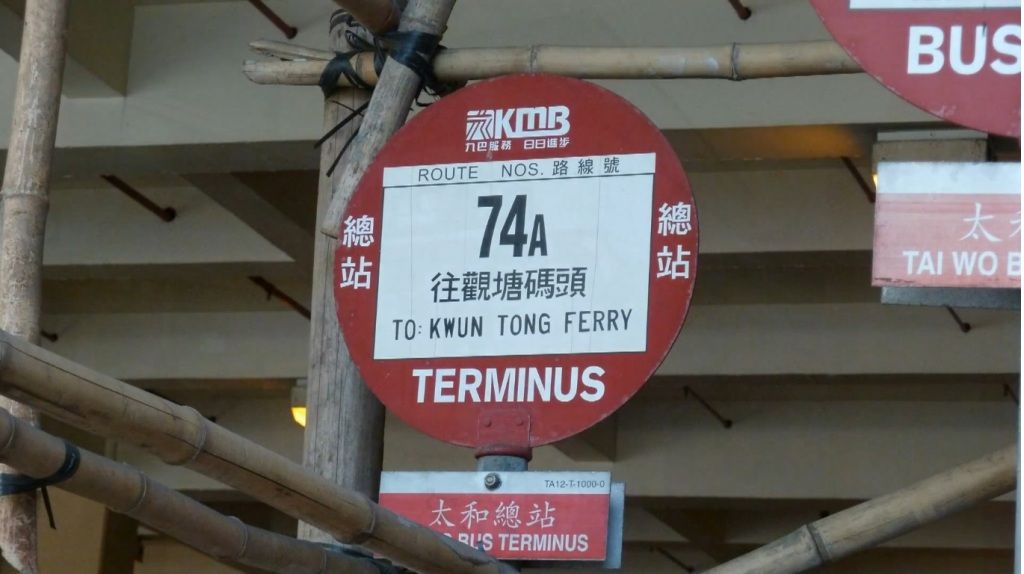 KMB
九巴服務 日日進步
ROUTE NOS. 路線號
74A
往觀塘碼頭
TO: KWUN TONG FERRY
總站
總站
TERMINUS
TA12-T-1000-0
太和總站
BUS TERMINUS
BUS
太
TAI WO B